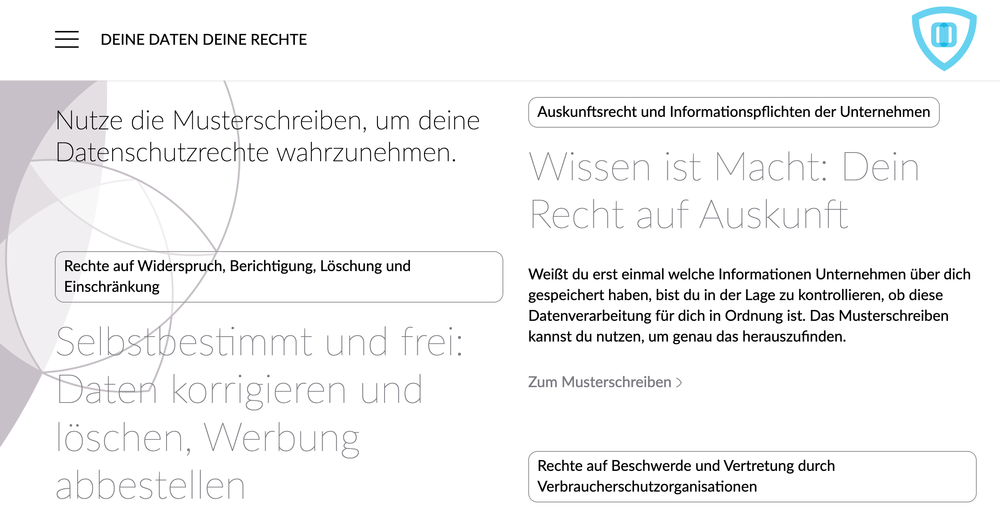 DEINE DATEN DEINE RECHTE
Nutze die Musterschreiben, um deine
Datenschutzrechte wahrzunehmen.
Rechte auf Widerspruch, Berichtigung, Löschung und
Einschränkung
Selbstbestimmt und frei:
Daten korrigieren und
löschen, Werbung
abbestellen
Auskunftsrecht und Informationspflichten der Unternehmen
Wissen ist Macht: Dein
Recht auf Auskunft
Weißt du erst einmal welche Informationen Unternehmen über dich
gespeichert haben, bist du in der Lage zu kontrollieren, ob diese
Datenverarbeitung für dich in Ordnung ist. Das Musterschreiben
kannst du nutzen, um genau das herauszufinden.
Zum Musterschreiben
Rechte auf Beschwerde und Vertretung durch
Verbraucherschutzorganisationen